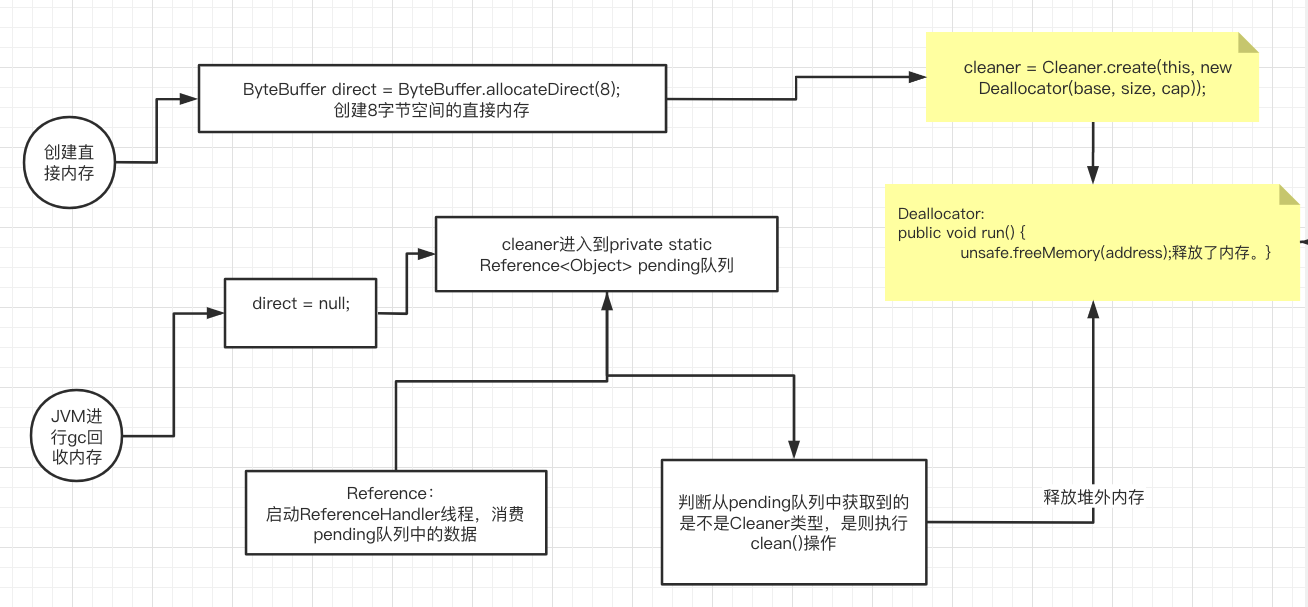 创建直
接内存
ByteBuffer direct = ByteBuffer.allocateDirect(8);
创建8字节空间的直接内存
cleaner = Cleaner.create(this, new
Deallocator(base, size, cap));
Deallocator:
public void run() {
unsafe.freeMemory(address);释放了内存。}
cleaner进入到private static
Reference<Object> pending队列
direct = null;
JVM进
行gc回
收内存
Reference：
启动ReferenceHandler线程，消费
pending队列中的数据
判断从pending队列中获取到的
是不是Cleaner类型，是则执行
clean()操作
释放堆外内存